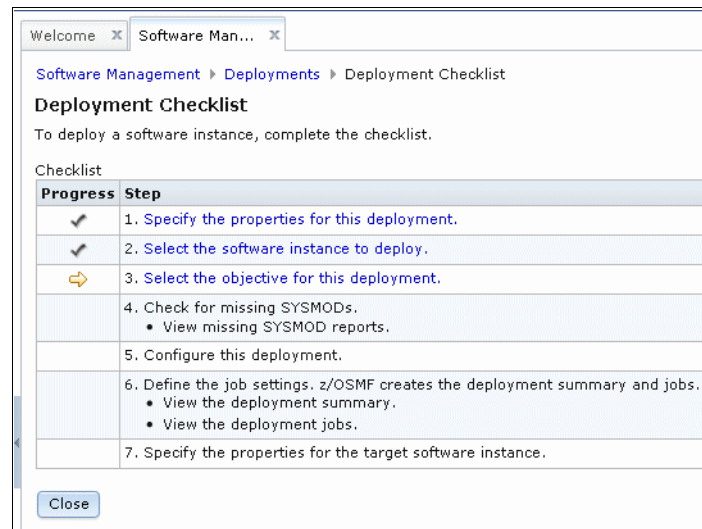 Welcome X Software Man... X
Software Management Deployments Deployment Checklist
Deployment Checklist
To deploy a software instance, complete the checklist.
Checklist
Progress Step
1. Specify the properties for this deployment.
2. Select the software instance to deploy.
3. Select the objective for this deployment.
4. Check for missing SYSMODs.
• View missing SYSMOD reports.
5. Configure this deployment.
6. Define the job settings. z/OSMF creates the deployment summary and jobs.
• View the deployment summary.
• View the deployment jobs.
7. Specify the properties for the target software instance.
Close